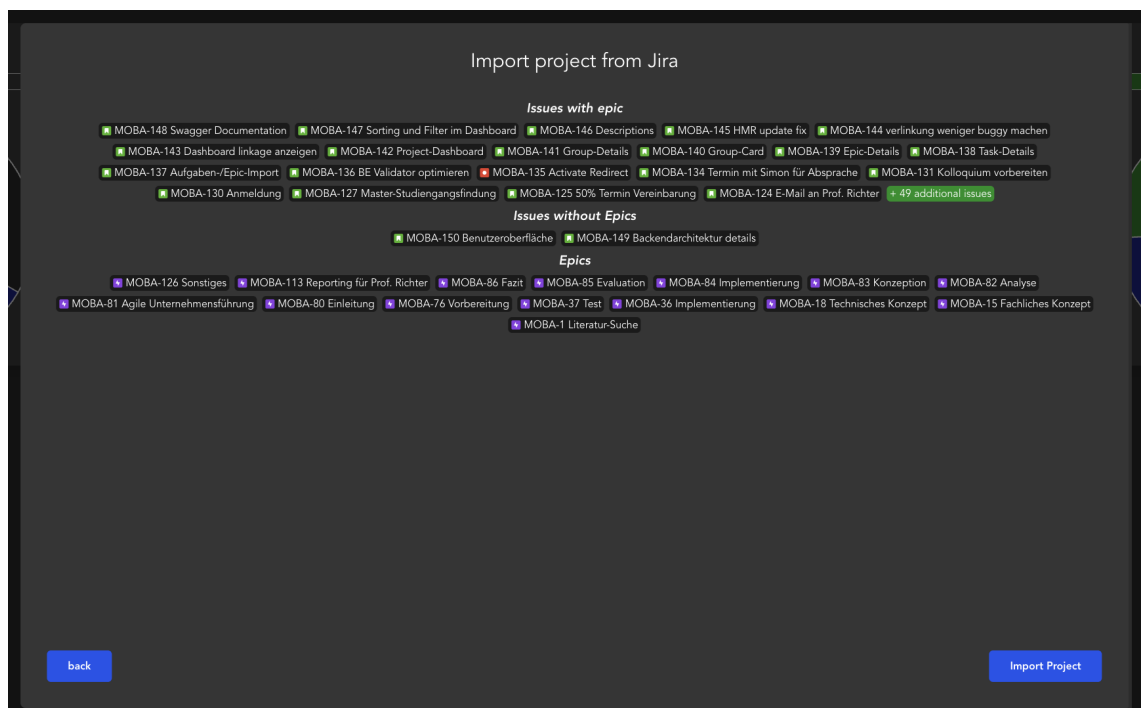 Import project from Jira
Issues with epic
MOBA-148 Swagger Documentation MOBA-147 Sorting und Filter im Dashboard MOBA-146 Descriptions MOBA-145 HMR update fix MOBA-144 verlinkung weniger buggy machen
MOBA-143 Dashboard linkage anzeigen MOBA-142 Project-Dashboard MOBA-141 Group-Details MOBA-140 Group-Card MOBA-139 Epic-Details MOBA-138 Task-Details
MOBA-137 Aufgaben-/Epic-Import MOBA-136 BE Validator optimieren MOBA-135 Activate Redirect MOBA-134 Termin mit Simon für Absprache MOBA-131 Kolloquium vorbereiten
MOBA-130 Anmeldung MOBA-127 Master-Studiengangsfindung MOBA-125 50% Termin Vereinbarung MOBA-124 E-Mail an Prof. Richter + 49 additional issues
Issues without Epics
MOBA-150 Benutzeroberfläche MOBA-149 Backendarchitektur details
Epics
MOBA-126 Sonstiges MOBA-113 Reporting für Prof. Richter MOBA-86 Fazit MOBA-85 Evaluation MOBA-84 Implementierung MOBA-83 Konzeption MOBA-82 Analyse
MOBA-81 Agile Unternehmensführung MOBA-80 Einleitung MOBA-76 Vorbereitung MOBA-37 Test MOBA-36 Implementierung MOBA-18 Technisches Konzept MOBA-15 Fachliches Konzept
MOBA-1 Literatur-Suche
back Import Project